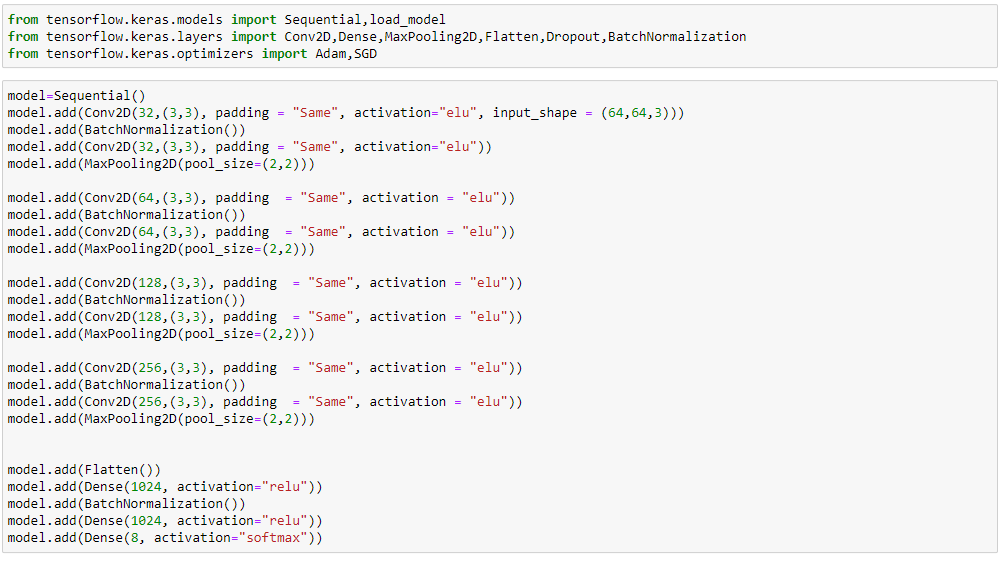 from tensorflow.keras.models import Sequential,load_model
from tensorflow.keras.layers import Conv2D,Dense,MaxPooling2D,Flatten,Dropout,BatchNormalization
from tensorflow.keras.optimizers import Adam,SGD
model=Sequential()
model.add(Conv2D(32,(3,3), padding = "Same", activation="elu", input_shape = (64,64,3)))
model.add(BatchNormalization())
model.add(Conv2D(32,(3,3), padding = "Same", activation="elu"))
model.add(MaxPooling2D(pool_size=(2,2)))
model.add(Conv2D(64,(3,3), padding  = "Same", activation = "elu"))
model.add(BatchNormalization())
model.add(Conv2D(64,(3,3), padding  = "Same", activation = "elu"))
model.add(MaxPooling2D(pool_size=(2,2)))
model.add(Conv2D(128,(3,3), padding  = "Same", activation = "elu"))
model.add(BatchNormalization())
model.add(Conv2D(128,(3,3), padding  = "Same", activation = "elu"))
model.add(MaxPooling2D(pool_size=(2,2)))
model.add(Conv2D(256,(3,3), padding  = "Same", activation = "elu"))
model.add(BatchNormalization())
model.add(Conv2D(256,(3,3), padding  = "Same", activation = "elu"))
model.add(MaxPooling2D(pool_size=(2,2)))
model.add(Flatten())
model.add(Dense(1024, activation="relu"))
model.add(BatchNormalization())
model.add(Dense(1024, activation="relu"))
model.add(Dense(8, activation="softmax"))